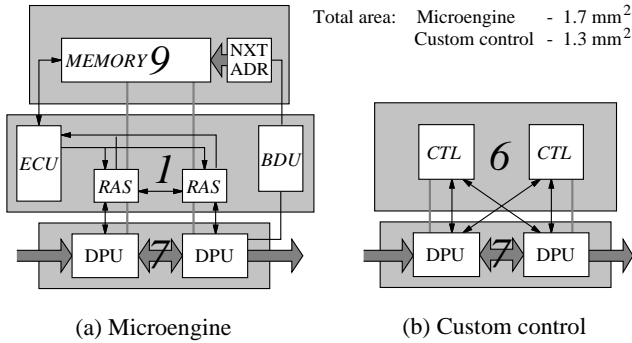 Total area: Microengine - 1.7 mm²
Custom control - 1.3 mm²
MEMORY 9
NXT
ADR
ECU
1
BDU
RAS
RAS
DPU
7
DPU
(a) Microengine
CTL
6
CTL
DPU
7
DPU
(b) Custom control